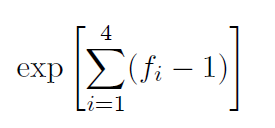 exp [ ∑_{i=1}^{4} (f_i − 1) ]